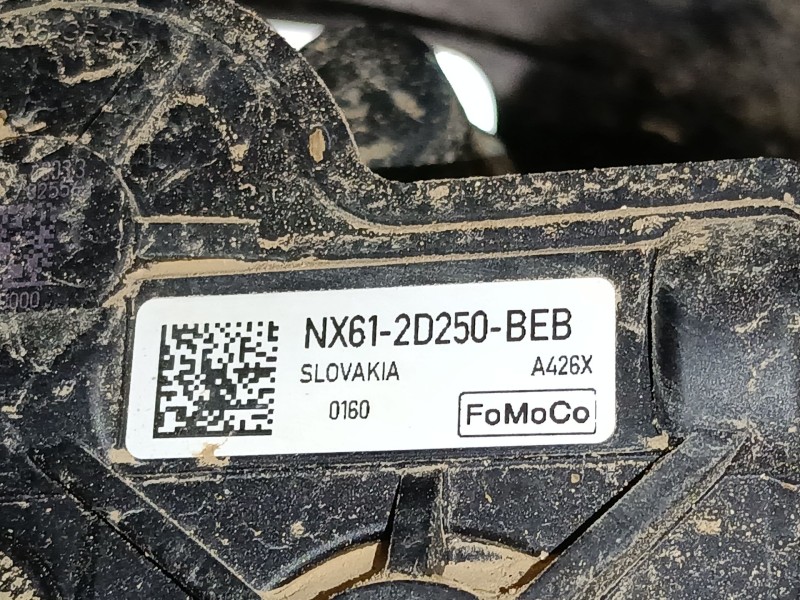 NX61-2D250-BEB
SLOVAKIA
A426X
0160
FoMoCo